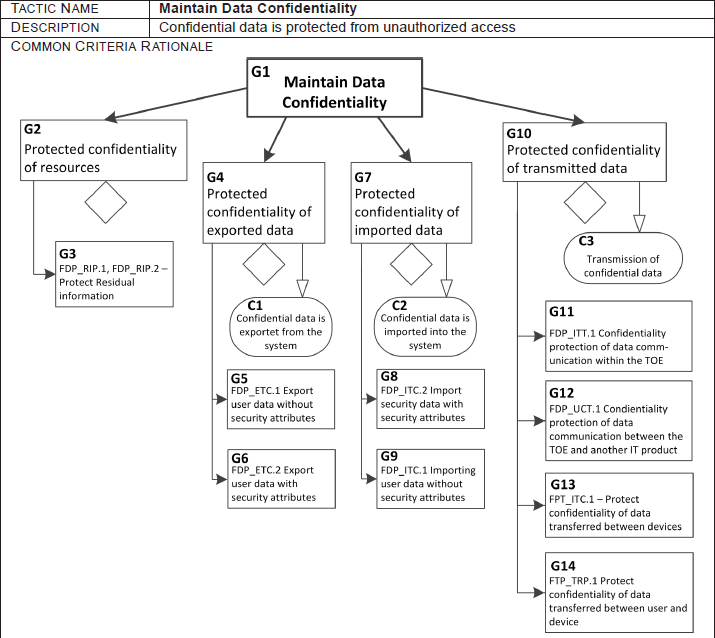 TACTIC NAME Maintain Data Confidentiality
DESCRIPTION Confidential data is protected from unauthorized access
COMMON CRITERIA RATIONALE
G1
Maintain Data
Confidentiality
G2
Protected confidentiality
of resources
G3
FDP_RIP.1, FDP_RIP.2 –
Protect Residual
information
G4
Protected
confidentiality of
exported data
C1
Confidential data is
exportet from the
system
G5
FDP_ETC.1 Export
user data without
security attributes
G6
FDP_ETC.2 Export
user data with
security attributes
G7
Protected
confidentiality of
imported data
C2
Confidential data is
imported into the
system
G8
FDP_ITC.2 Import
security data with
security attributes
G9
FDP_ITC.1 Importing
user data without
security attributes
G10
Protected confidentiality
of transmitted data
C3
Transmission of
confidential data
G11
FDP_ITT.1 Confidentiality
protection of data comm-
unication within the TOE
G12
FDP_UCT.1 Condientiality
protection of data
communication between the
TOE and another IT product
G13
FPT_ITC.1 – Protect
confidentiality of data
transferred between devices
G14
FTP_TRP.1 Protect
confidentiality of data
transferred between user and
device